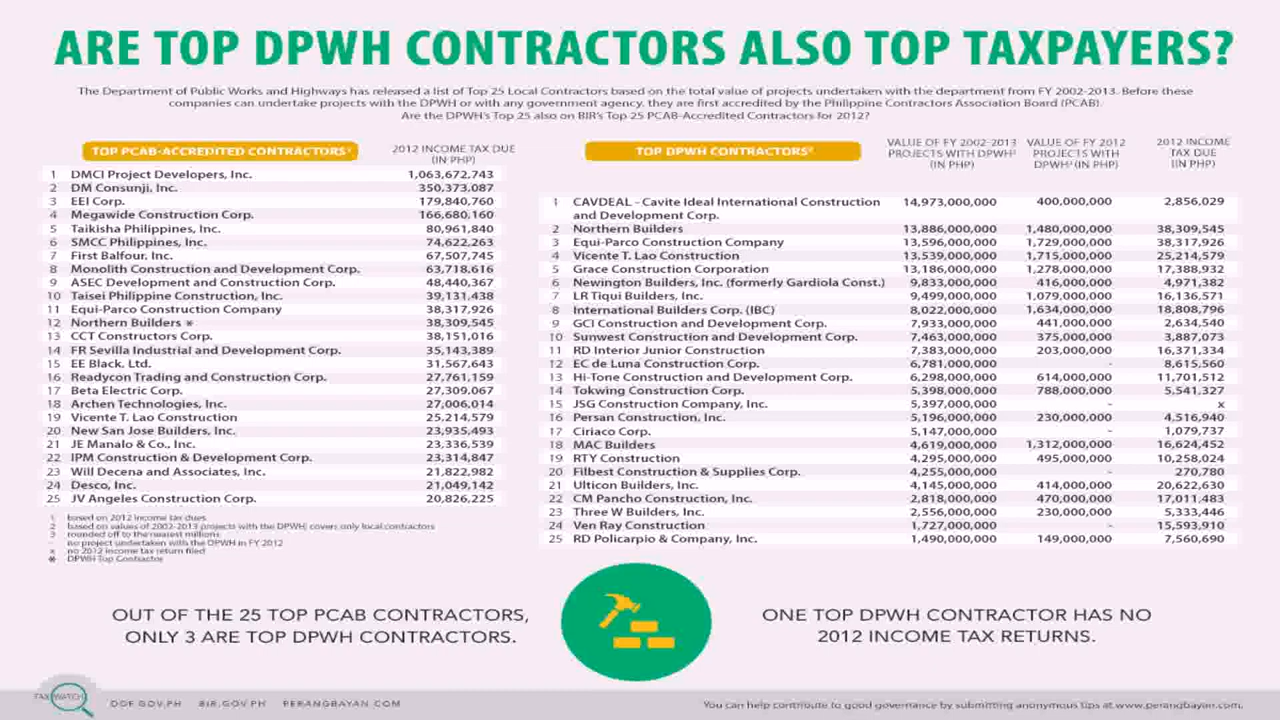 ARE TOP DPWH CONTRACTORS ALSO TOP TAXPAYERS?
The Department of Public Works and Highways has released a list of Top 25 Local Contractors based on the total value of projects undertaken with the department from FY 2002-2013. Before these
companies can undertake projects with the DPWH or with any government agency, they are first accredited by the Philippine Contractors Association Board (PCAB).
Are the DPWH's Top 25 also on BIR's Top 25 PCAB-Accredited Contractors for 2012?
TOP PCAB-ACCREDITED CONTRACTORS¹
2012 INCOME TAX DUE
(IN PHP)
1 DMCI Project Developers, Inc. 1,063,672,743
2 DM Consunji, Inc. 350,373,087
3 EEI Corp. 179,840,760
4 Megawide Construction Corp. 166,680,160
5 Taikisha Philippines, Inc. 80,961,840
6 SMCC Philippines, Inc. 74,622,263
7 First Balfour, Inc. 67,507,745
8 Monolith Construction and Development Corp. 63,718,616
9 ASEC Development and Construction Corp. 48,440,367
10 Taisei Philippine Construction, Inc. 39,131,438
11 Equi-Parco Construction Company 38,317,926
12 Northern Builders * 38,309,545
13 CCT Constructors Corp. 38,151,016
14 FR Sevilla Industrial and Development Corp. 35,143,389
15 EE Black, Ltd. 31,567,643
16 Readycon Trading and Construction Corp. 27,761,159
17 Beta Electric Corp. 27,309,067
18 Archen Technologies, Inc. 27,006,014
19 Vicente T. Lao Construction 25,214,579
20 New San Jose Builders, Inc. 23,935,493
21 JE Manalo & Co., Inc. 23,336,539
22 IPM Construction & Development Corp. 23,314,847
23 Will Decena and Associates, Inc. 21,822,982
24 Desco, Inc. 21,049,142
25 JV Angeles Construction Corp. 20,826,225
1 based on 2012 income tax dues
2 based on values of 2002-2013 projects with the DPWH; covers only local contractors
3 rounded off to the nearest millions
- no project undertaken with the DPWH in FY 2012
x no 2012 income tax return filed
* DPWH Top Contractor
TOP DPWH CONTRACTORS²
VALUE OF FY 2002-2013
PROJECTS WITH DPWH³
(IN PHP)
VALUE OF FY 2012
PROJECTS WITH
DPWH³ (IN PHP)
2012 INCOME
TAX DUE
(IN PHP)
1 CAVDEAL - Cavite Ideal International Construction 14,973,000,000 400,000,000 2,856,029
and Development Corp.
2 Northern Builders 13,886,000,000 1,480,000,000 38,309,545
3 Equi-Parco Construction Company 13,596,000,000 1,729,000,000 38,317,926
4 Vicente T. Lao Construction 13,539,000,000 1,715,000,000 25,214,579
5 Grace Construction Corporation 13,186,000,000 1,278,000,000 17,388,932
6 Newington Builders, Inc. (formerly Gardiola Const.) 9,833,000,000 416,000,000 4,971,382
7 LR Tiqui Builders, Inc. 9,499,000,000 1,079,000,000 16,136,571
8 International Builders Corp. (IBC) 8,022,000,000 1,634,000,000 18,808,796
9 GCI Construction and Development Corp. 7,933,000,000 441,000,000 2,634,540
10 Sunwest Construction and Development Corp. 7,463,000,000 375,000,000 3,887,073
11 RD Interior Junior Construction 7,383,000,000 203,000,000 16,371,334
12 EC de Luna Construction Corp. 6,781,000,000 - 8,615,560
13 Hi-Tone Construction and Development Corp. 6,298,000,000 614,000,000 11,701,512
14 Tokwing Construction Corp. 5,398,000,000 788,000,000 5,541,327
15 JSG Construction Company, Inc. 5,397,000,000 - x
16 Persan Construction, Inc. 5,196,000,000 230,000,000 4,516,940
17 Ciriaco Corp. 5,147,000,000 - 1,079,737
18 MAC Builders 4,619,000,000 1,312,000,000 16,624,452
19 RTY Construction 4,295,000,000 495,000,000 10,258,024
20 Filbest Construction & Supplies Corp. 4,255,000,000 - 270,780
21 Ulticon Builders, Inc. 4,145,000,000 414,000,000 20,622,630
22 CM Pancho Construction, Inc. 2,818,000,000 470,000,000 17,011,483
23 Three W Builders, Inc. 2,556,000,000 230,000,000 5,333,446
24 Ven Ray Construction 1,727,000,000 - 15,593,910
25 RD Policarpio & Company, Inc. 1,490,000,000 149,000,000 7,560,690
OUT OF THE 25 TOP PCAB CONTRACTORS,
ONLY 3 ARE TOP DPWH CONTRACTORS.
ONE TOP DPWH CONTRACTOR HAS NO
2012 INCOME TAX RETURNS.
TAX WATCH
DOF.GOV.PH BIR.GOV.PH PERANGBAYAN.COM
You can help contribute to good governance by submitting anonymous tips at www.perangbayan.com.